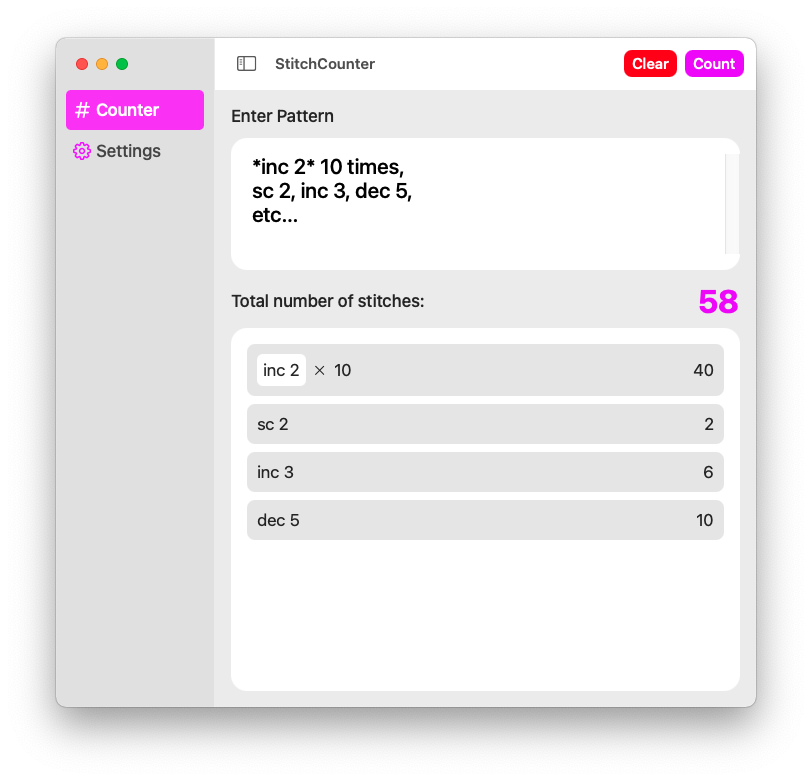 StitchCounter
Clear
Count
# Counter
Settings
Enter Pattern
*inc 2* 10 times,
sc 2, inc 3, dec 5,
etc...
Total number of stitches:
58
inc 2 × 10
40
sc 2
2
inc 3
6
dec 5
10